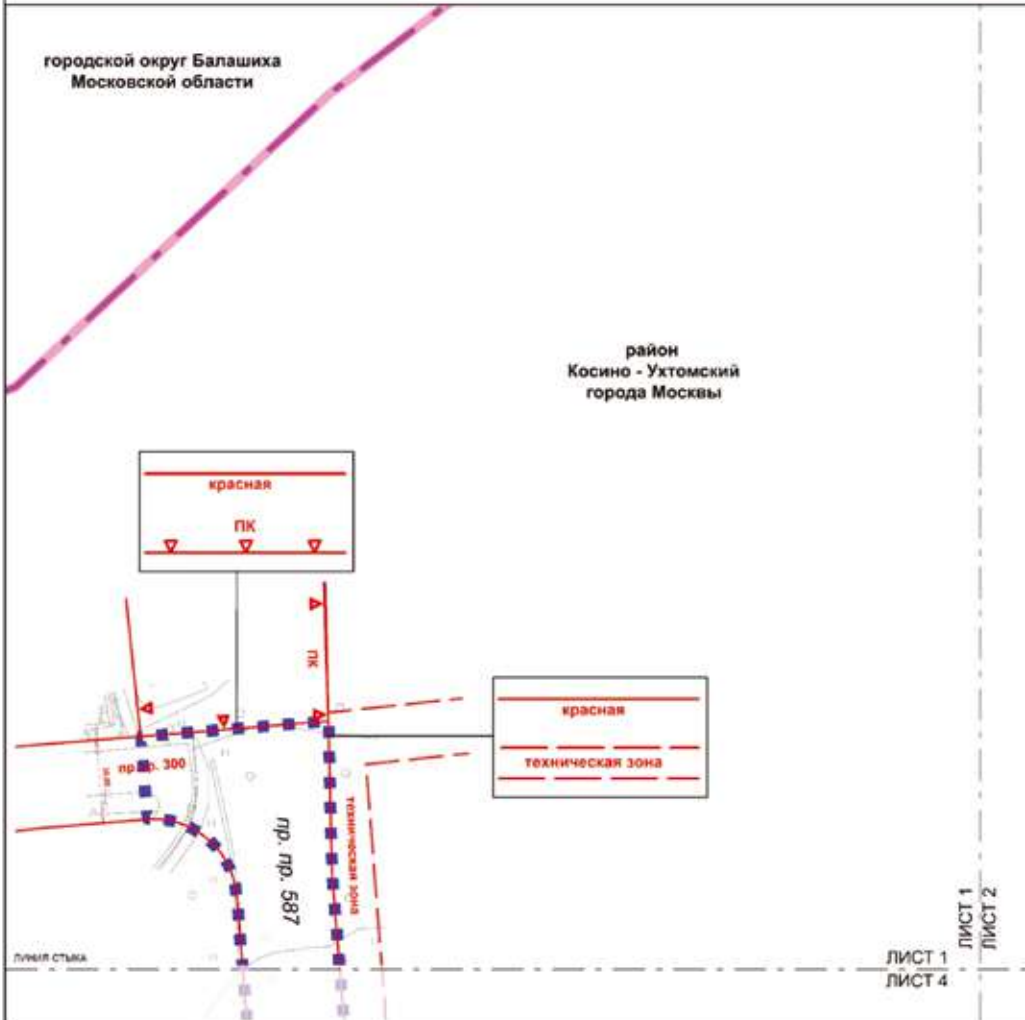 городской округ Балашиха
Московской области
район
Косино - Ухтомский
города Москвы
красная
ПК
ПК
красная
техническая зона
пр. 300
техническая зона
пр. пр. 587
ЛИНИЯ СТЫКА
ЛИСТ 1
ЛИСТ 2
ЛИСТ 1
ЛИСТ 4